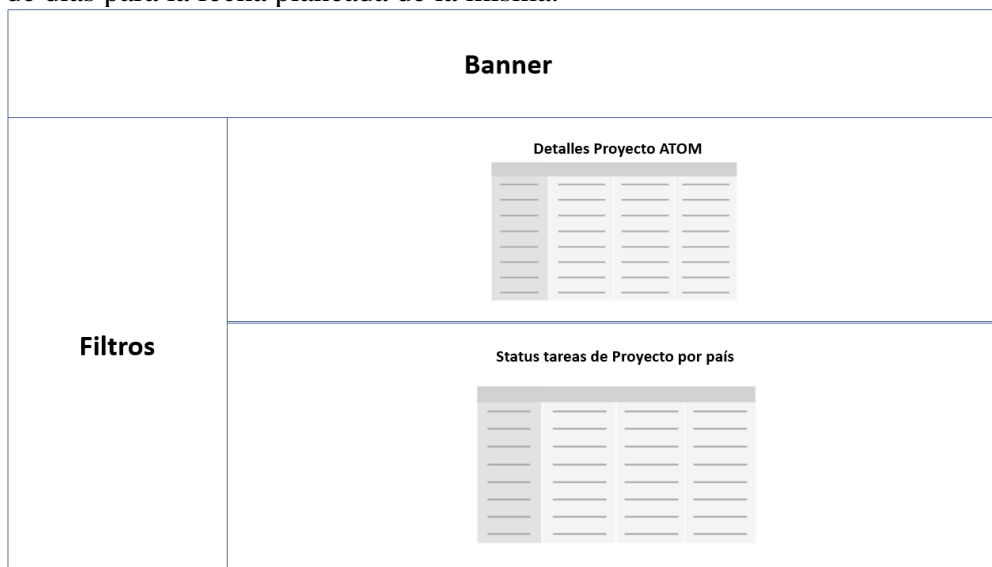 de días para la fecha planeada de la misma.
Banner
Detalles Proyecto ATOM
Filtros
Status tareas de Proyecto por país